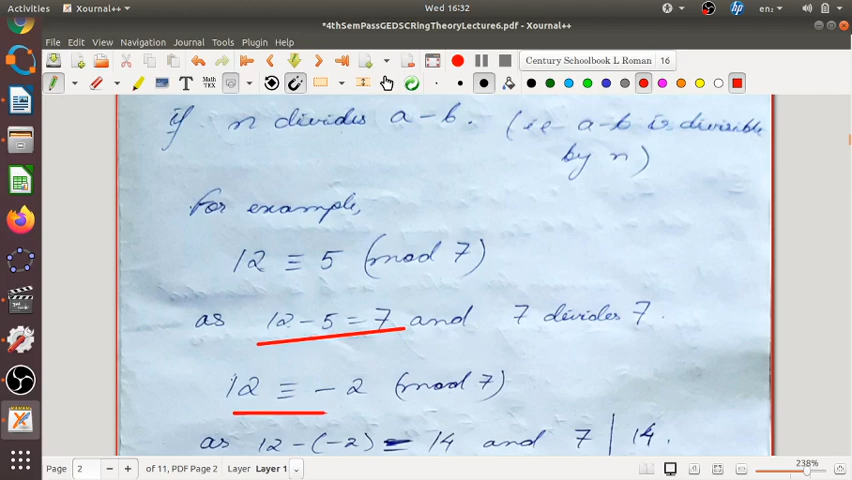 Activities
Xournal++
Wed 16:32
en₂
*4thSemPassGEDSCRingTheoryLecture6.pdf - Xournal++
File Edit View Navigation Journal Tools Plugin Help
Century Schoolbook L Roman 16
if n divides a-b. (i.e. a-b is divisible
by n)
For example,
12 ≡ 5 (mod 7)
as 12-5=7 and 7 divides 7.
12 ≡ -2 (mod 7)
as 12-(-2) = 14 and 7 | 14.
Page 2 of 11, PDF Page 2 Layer Layer 1 238%